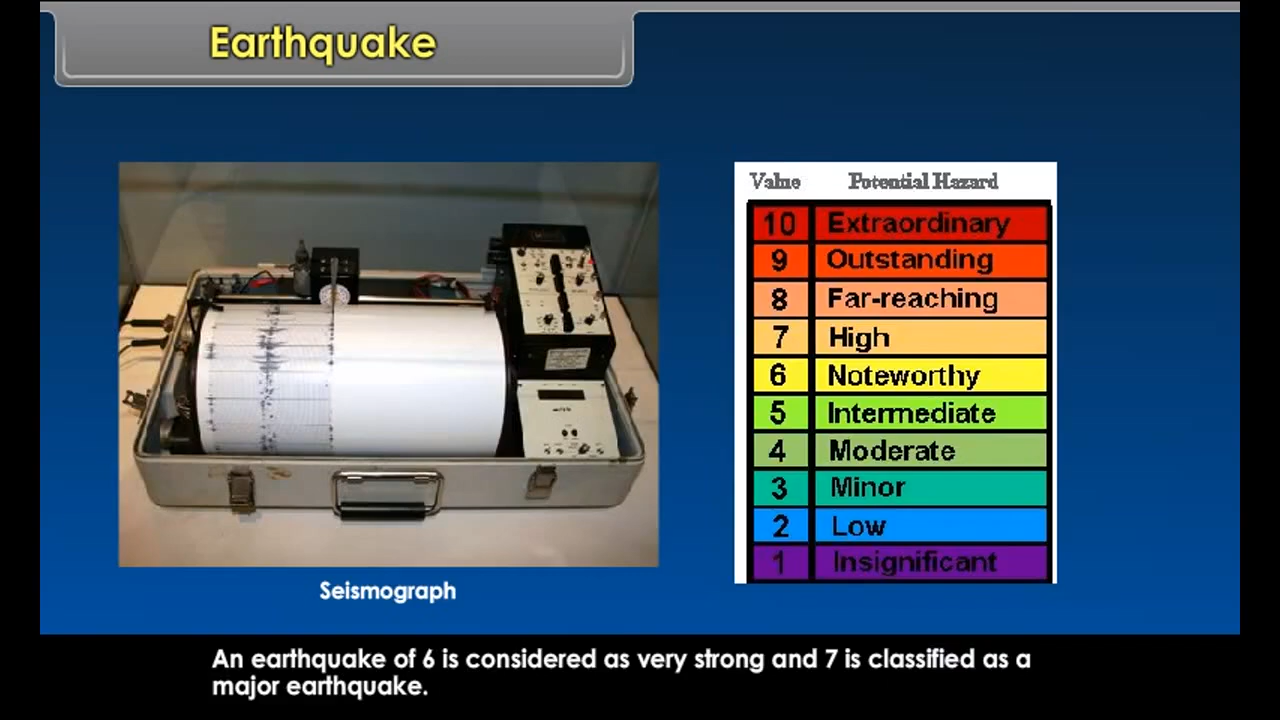 Earthquake
Value Potential Hazard
10 Extraordinary
9 Outstanding
8 Far-reaching
7 High
6 Noteworthy
5 Intermediate
4 Moderate
3 Minor
2 Low
1 Insignificant
Seismograph
An earthquake of 6 is considered as very strong and 7 is classified as a
major earthquake.